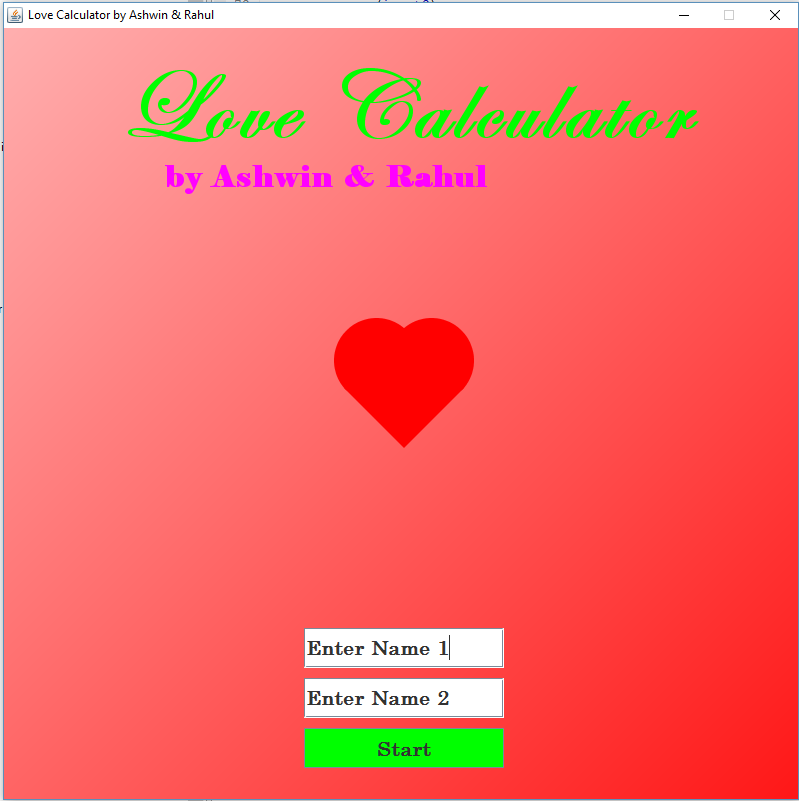 Love Calculator by Ashwin & Rahul
Love Calculator
by Ashwin & Rahul
Enter Name 1
Enter Name 2
Start